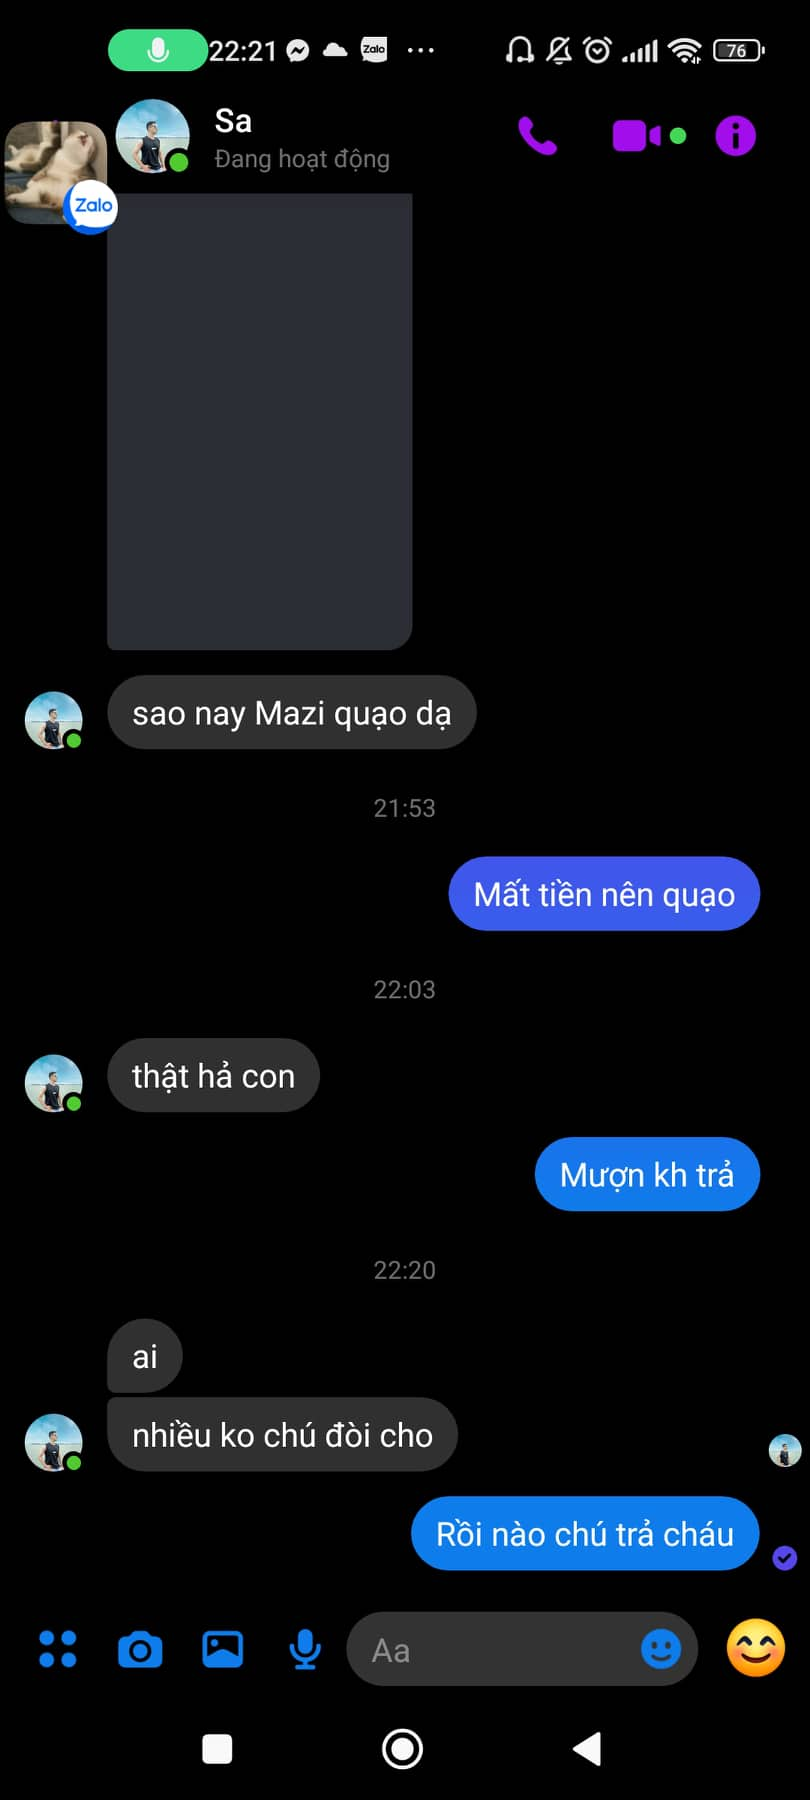 22:21
Zalo
76
Sa
Đang hoạt động
Zalo
sao nay Mazi quạo dạ
21:53
Mất tiền nên quạo
22:03
thật hả con
Mượn kh trả
22:20
ai
nhiều ko chú đòi cho
Rồi nào chú trả cháu
Aa